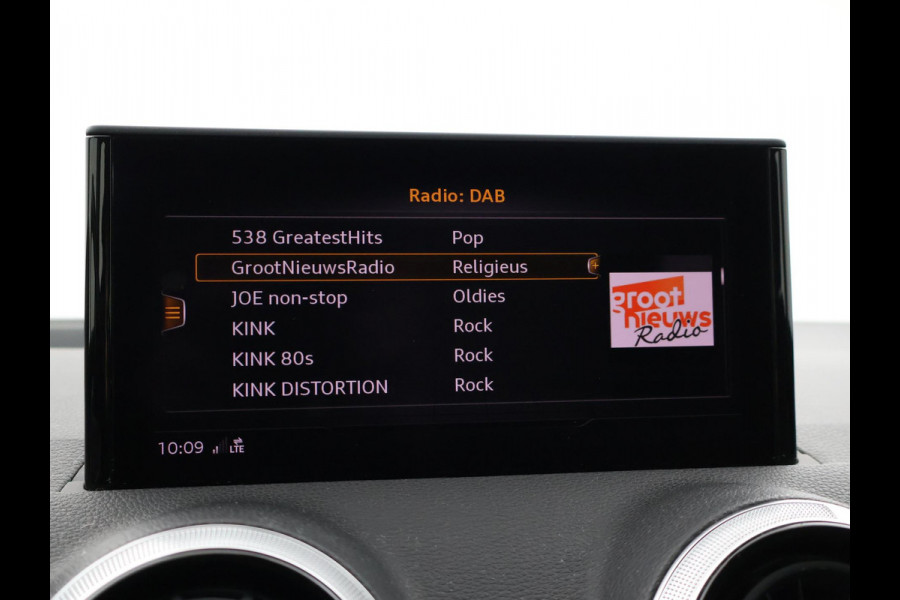 Radio: DAB
538 GreatestHits Pop
GrootNieuwsRadio Religieus
JOE non-stop Oldies
KINK Rock
KINK 80s Rock
KINK DISTORTION Rock
groot
nieuws
Radio
10:09 LTE